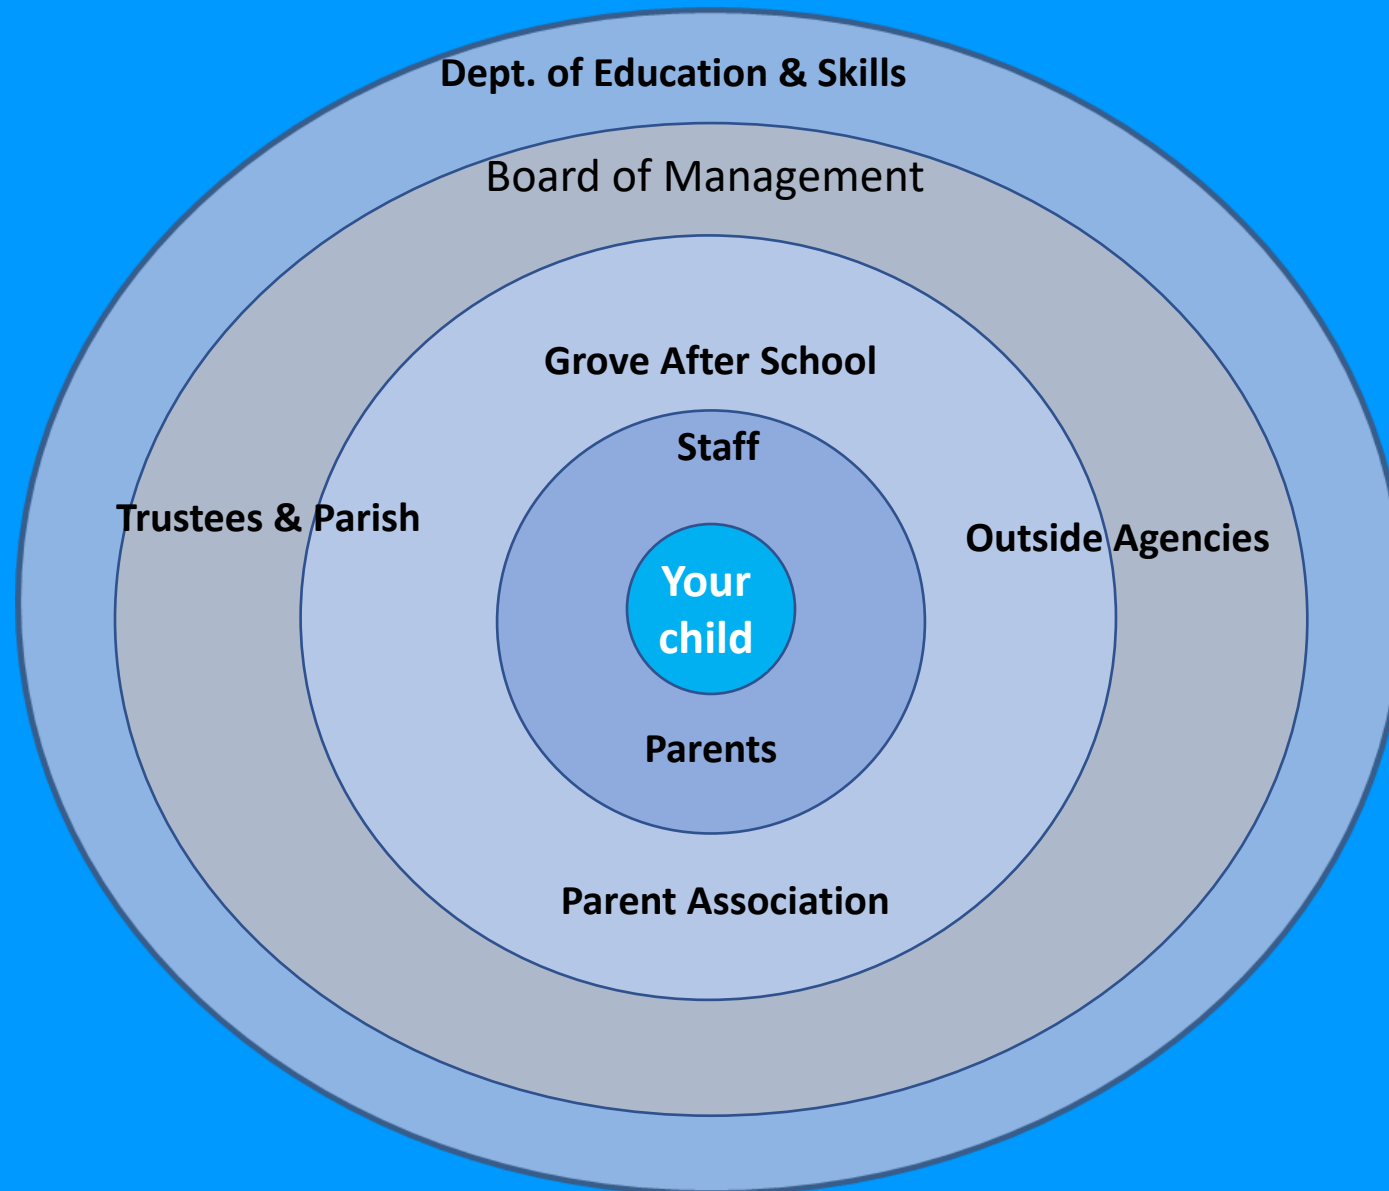 Dept. of Education & Skills
Board of Management
Grove After School
Staff
Trustees & Parish
Outside Agencies
Your
child
Parents
Parent Association